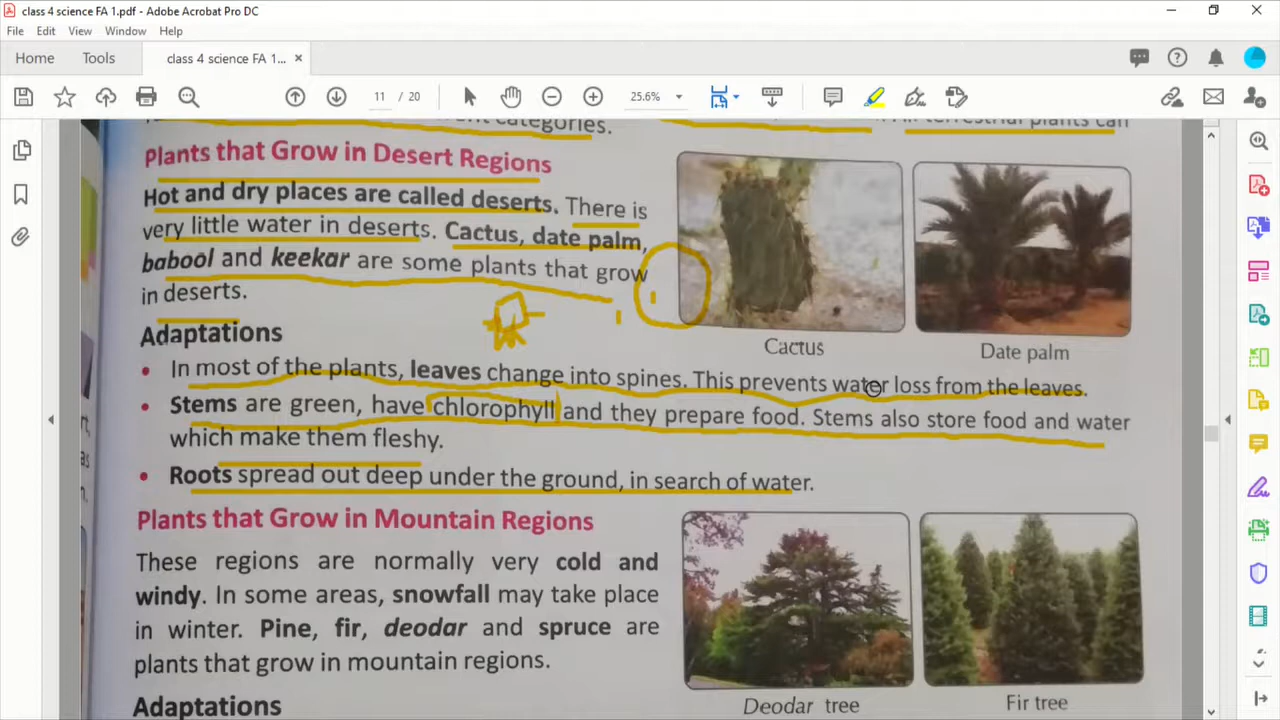 class 4 science FA 1.pdf - Adobe Acrobat Pro DC
File Edit View Window Help
Home Tools class 4 science FA 1... ×
11 / 20 25.6%
categories.
terrestrial plants can
Plants that Grow in Desert Regions
Hot and dry places are called deserts. There is
very little water in deserts. Cactus, date palm,
babool and keekar are some plants that grow
in deserts.
Cactus
Date palm
Adaptations
• In most of the plants, leaves change into spines. This prevents water loss from the leaves.
• Stems are green, have chlorophyll and they prepare food. Stems also store food and water
which make them fleshy.
• Roots spread out deep under the ground, in search of water.
Plants that Grow in Mountain Regions
These regions are normally very cold and
windy. In some areas, snowfall may take place
in winter. Pine, fir, deodar and spruce are
plants that grow in mountain regions.
Deodar tree
Fir tree
Adaptations